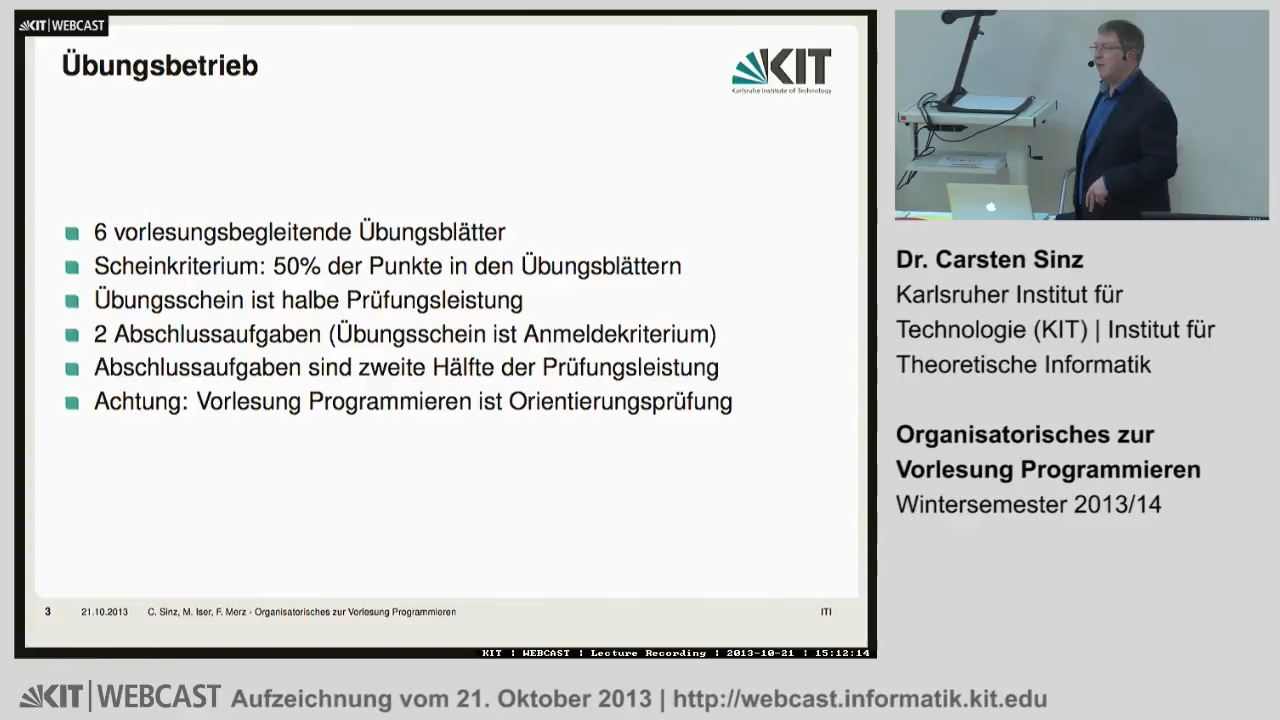 KIT | WEBCAST
Übungsbetrieb
KIT
Karlsruhe Institute of Technology
6 vorlesungsbegleitende Übungsblätter
Scheinkriterium: 50% der Punkte in den Übungsblättern
Übungsschein ist halbe Prüfungsleistung
2 Abschlussaufgaben (Übungsschein ist Anmeldekriterium)
Abschlussaufgaben sind zweite Hälfte der Prüfungsleistung
Achtung: Vorlesung Programmieren ist Orientierungsprüfung
3 21.10.2013 C. Sinz, M. Iser, F. Merz - Organisatorisches zur Vorlesung Programmieren ITI
KIT | WEBCAST | Lecture Recording | 2013-10-21 | 15:12:14
Dr. Carsten Sinz
Karlsruher Institut für
Technologie (KIT) | Institut für
Theoretische Informatik
Organisatorisches zur
Vorlesung Programmieren
Wintersemester 2013/14
KIT | WEBCAST Aufzeichnung vom 21. Oktober 2013 | http://webcast.informatik.kit.edu